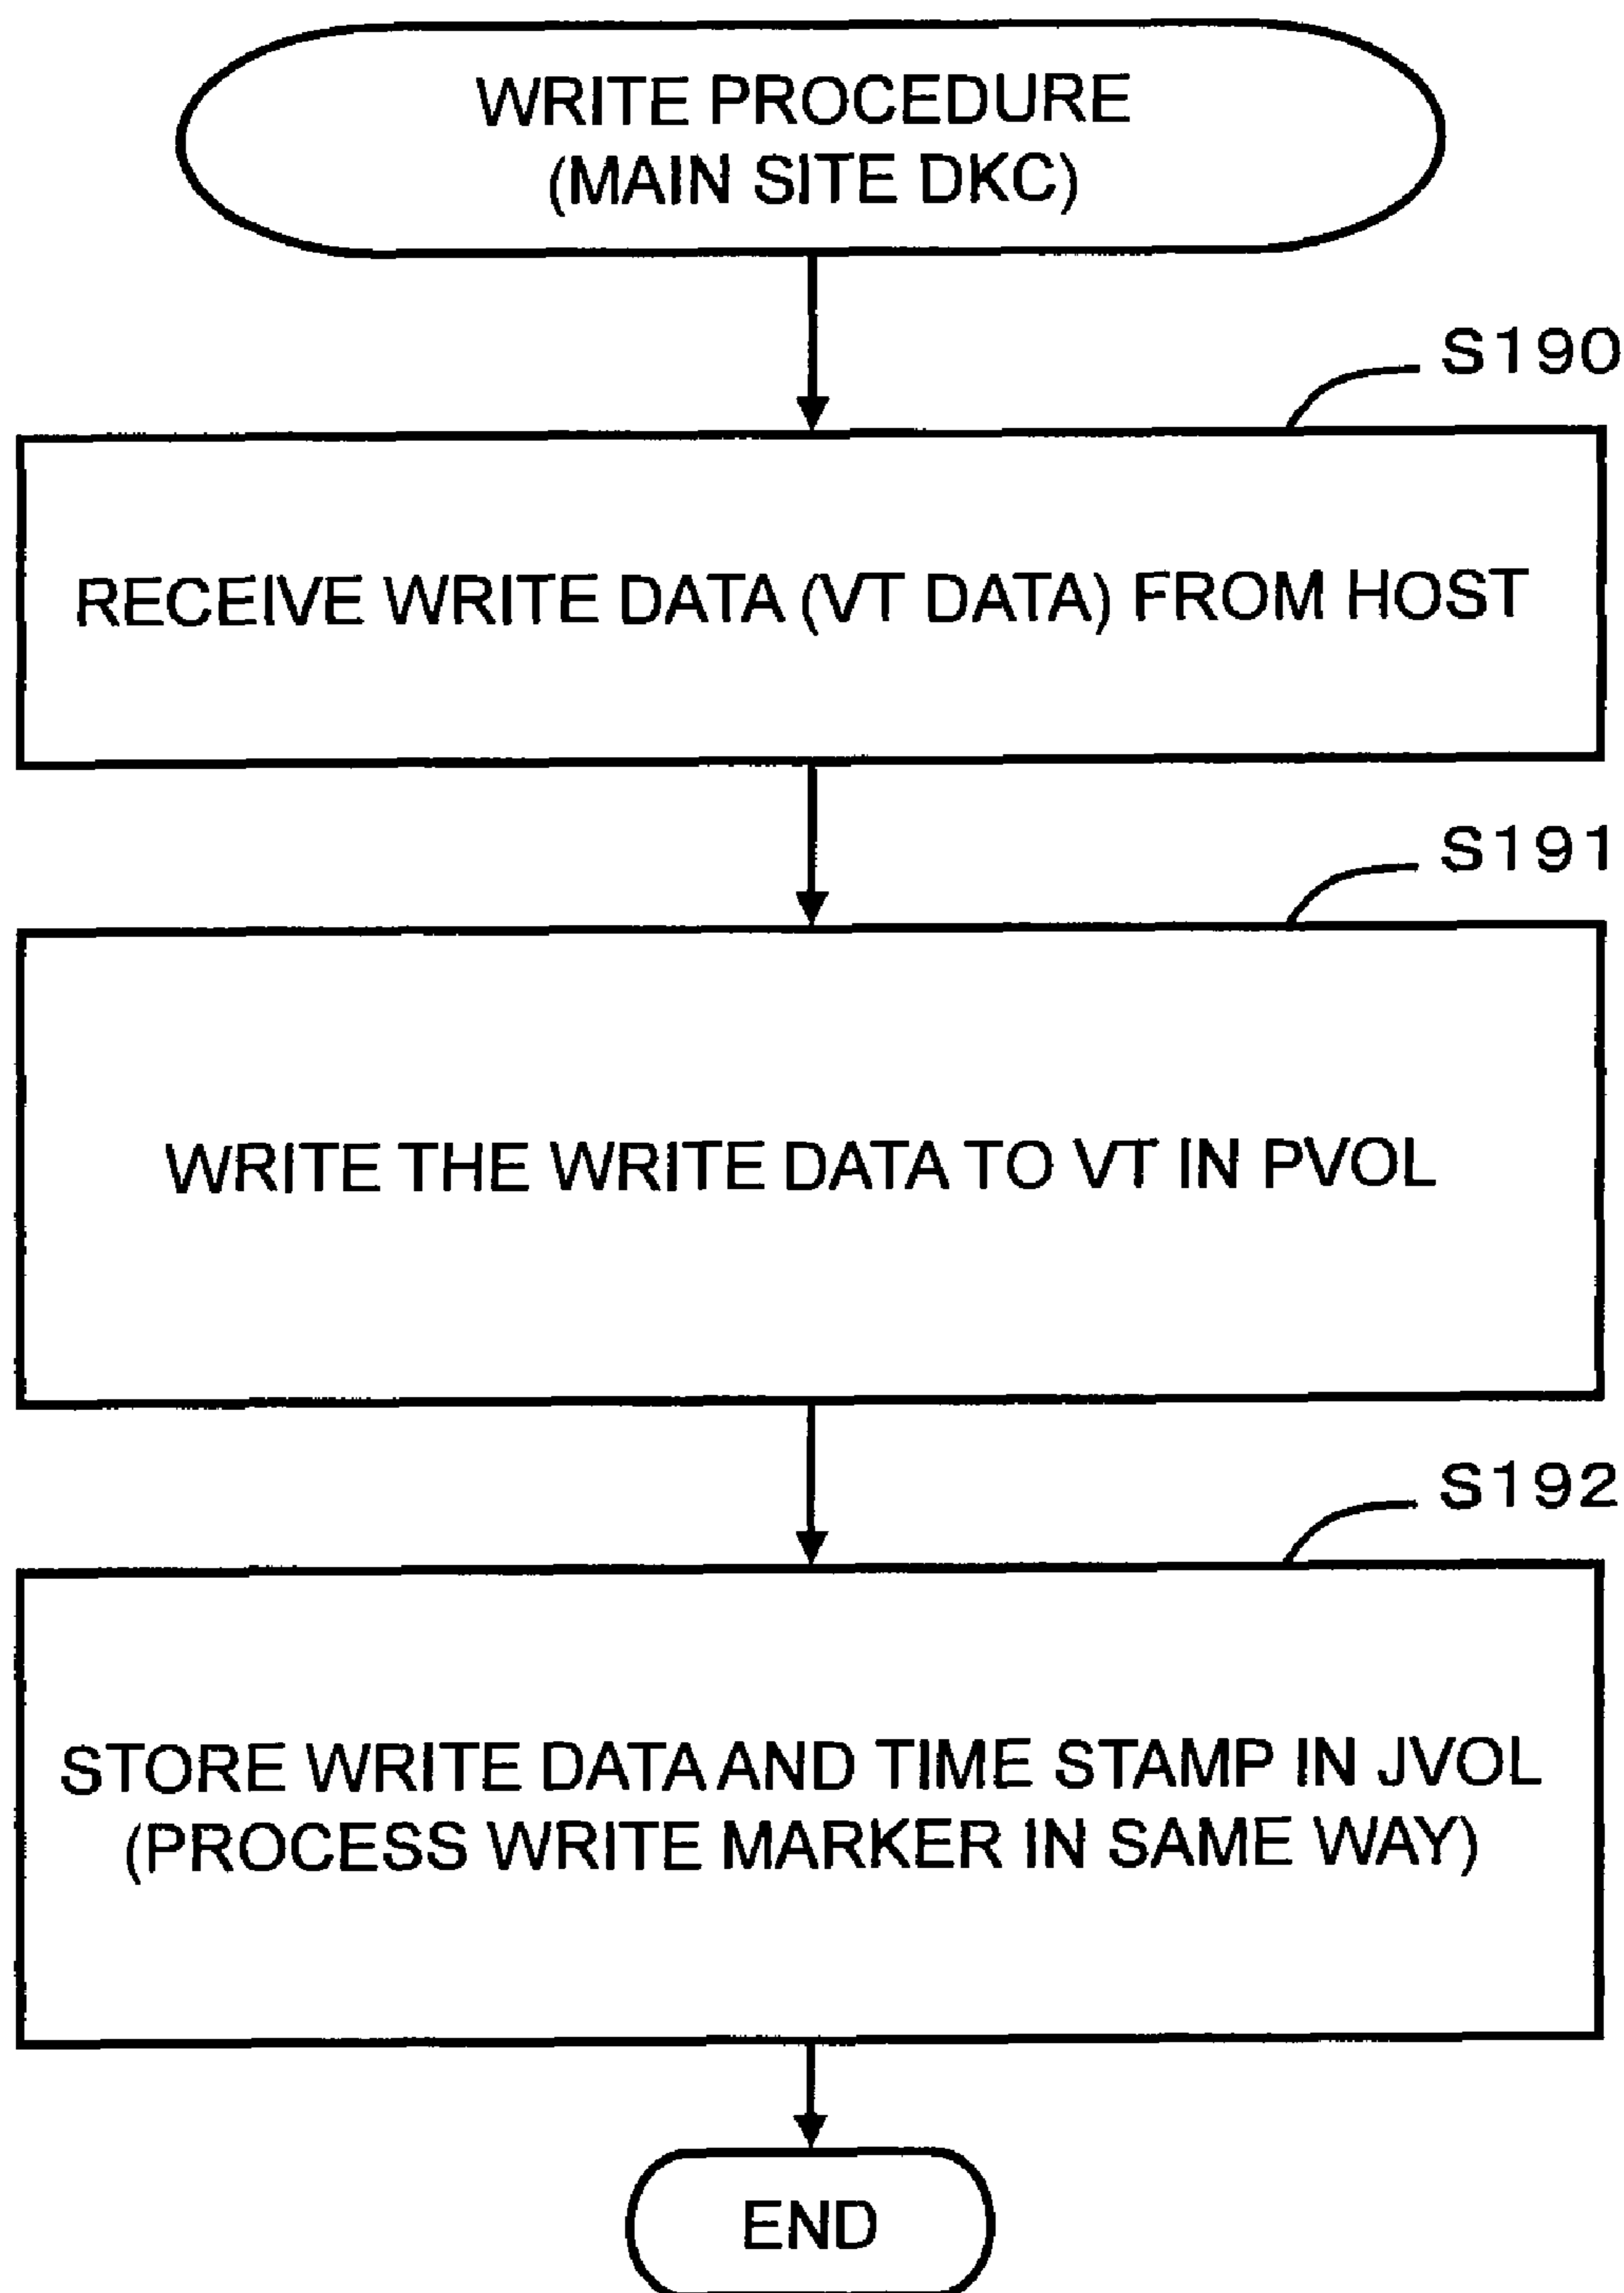 WRITE PROCEDURE
(MAIN SITE DKC)
S190
RECEIVE WRITE DATA (VT DATA) FROM HOST
S191
WRITE THE WRITE DATA TO VT IN PVOL
S192
STORE WRITE DATA AND TIME STAMP IN JVOL
(PROCESS WRITE MARKER IN SAME WAY)
END